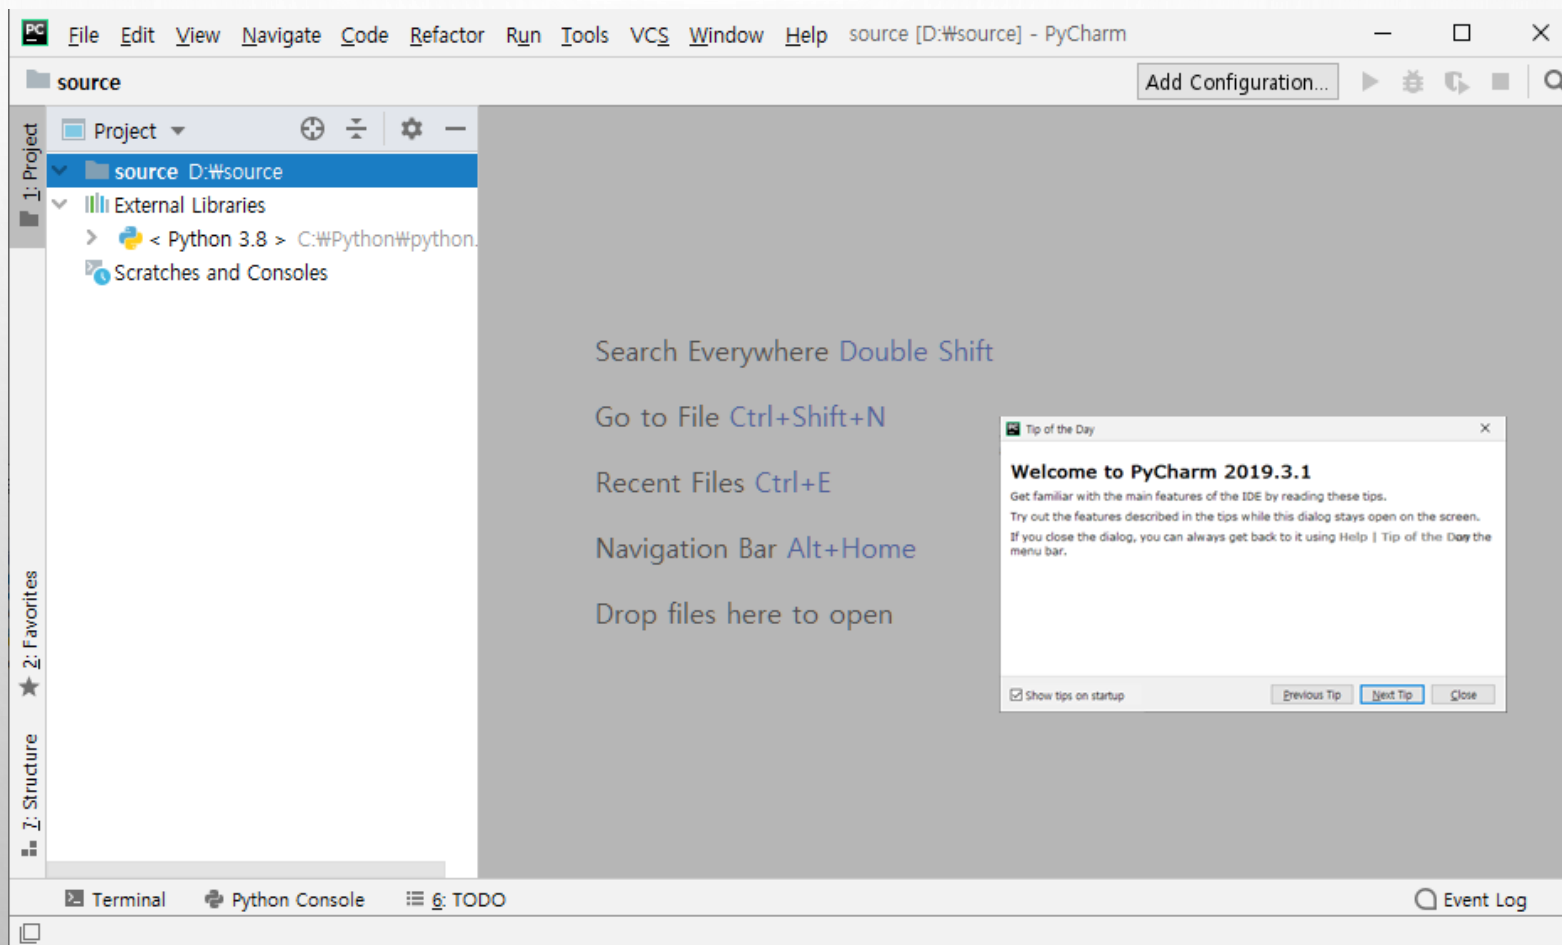 PC File Edit View Navigate Code Refactor Run Tools VCS Window Help source [D:₩source] - PyCharm
source Add Configuration...
1: Project
Project
source D:₩source
External Libraries
< Python 3.8 > C:₩Python₩python.
Scratches and Consoles
Search Everywhere Double Shift
Go to File Ctrl+Shift+N
Recent Files Ctrl+E
Navigation Bar Alt+Home
Drop files here to open
PC Tip of the Day
Welcome to PyCharm 2019.3.1
Get familiar with the main features of the IDE by reading these tips.
Try out the features described in the tips while this dialog stays open on the screen.
If you close the dialog, you can always get back to it using Help | Tip of the the
menu bar.
Show tips on startup Previous Tip Next Tip Close
2: Favorites
7: Structure
Terminal Python Console 6: TODO Event Log